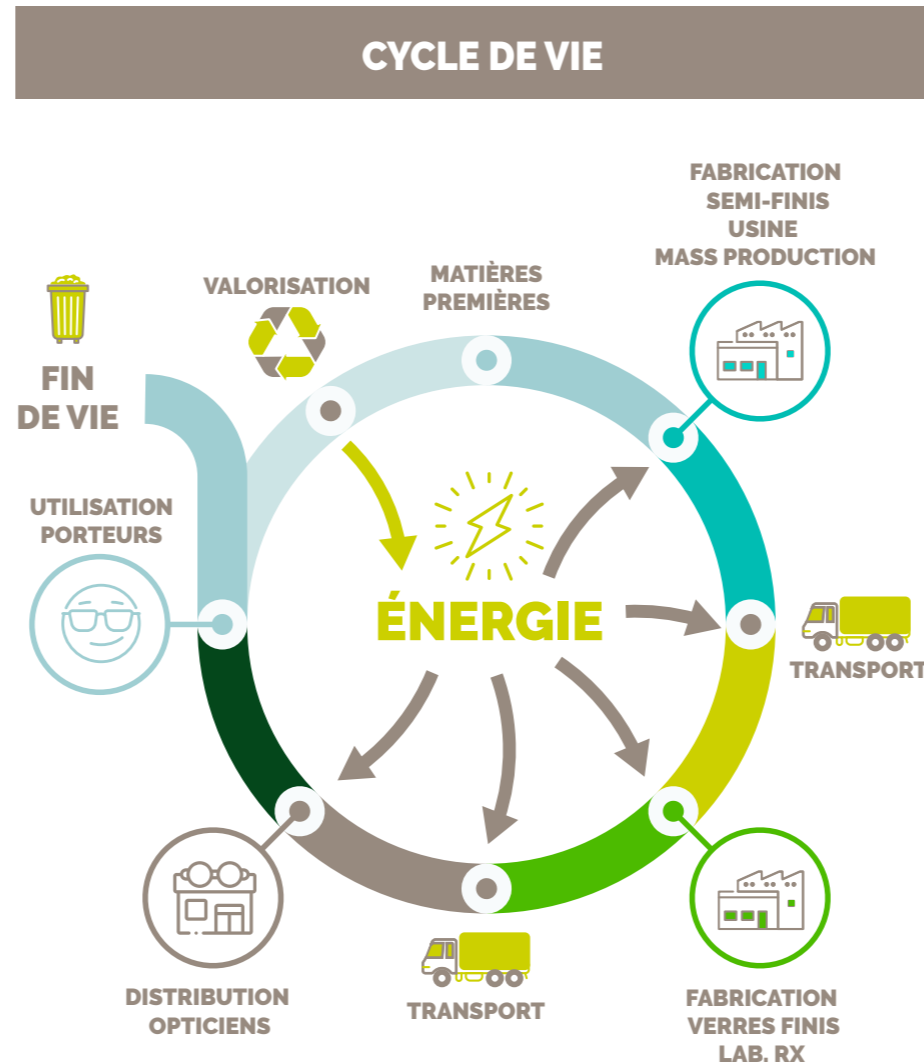 CYCLE DE VIE
FABRICATION
SEMI-FINIS
USINE
MASS PRODUCTION
MATIÈRES
PREMIÈRES
VALORISATION
FIN
DE VIE
UTILISATION
PORTEURS
ÉNERGIE
TRANSPORT
DISTRIBUTION
OPTICIENS
TRANSPORT
FABRICATION
VERRES FINIS
LAB. RX